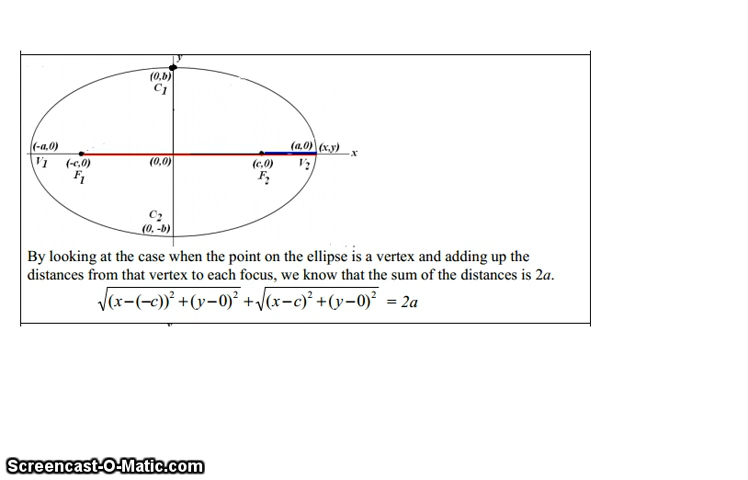 y
(0,b)
C1
(-a,0)
(a,0) (x,y)
x
V1 (-c,0) (0,0) (c,0) V2
F1 F2
C2
(0, -b)
By looking at the case when the point on the ellipse is a vertex and adding up the
distances from that vertex to each focus, we know that the sum of the distances is 2a.
√(x-(-c))² +(y-0)² +√(x-c)² +(y-0)² = 2a
Screencast-O-Matic.com